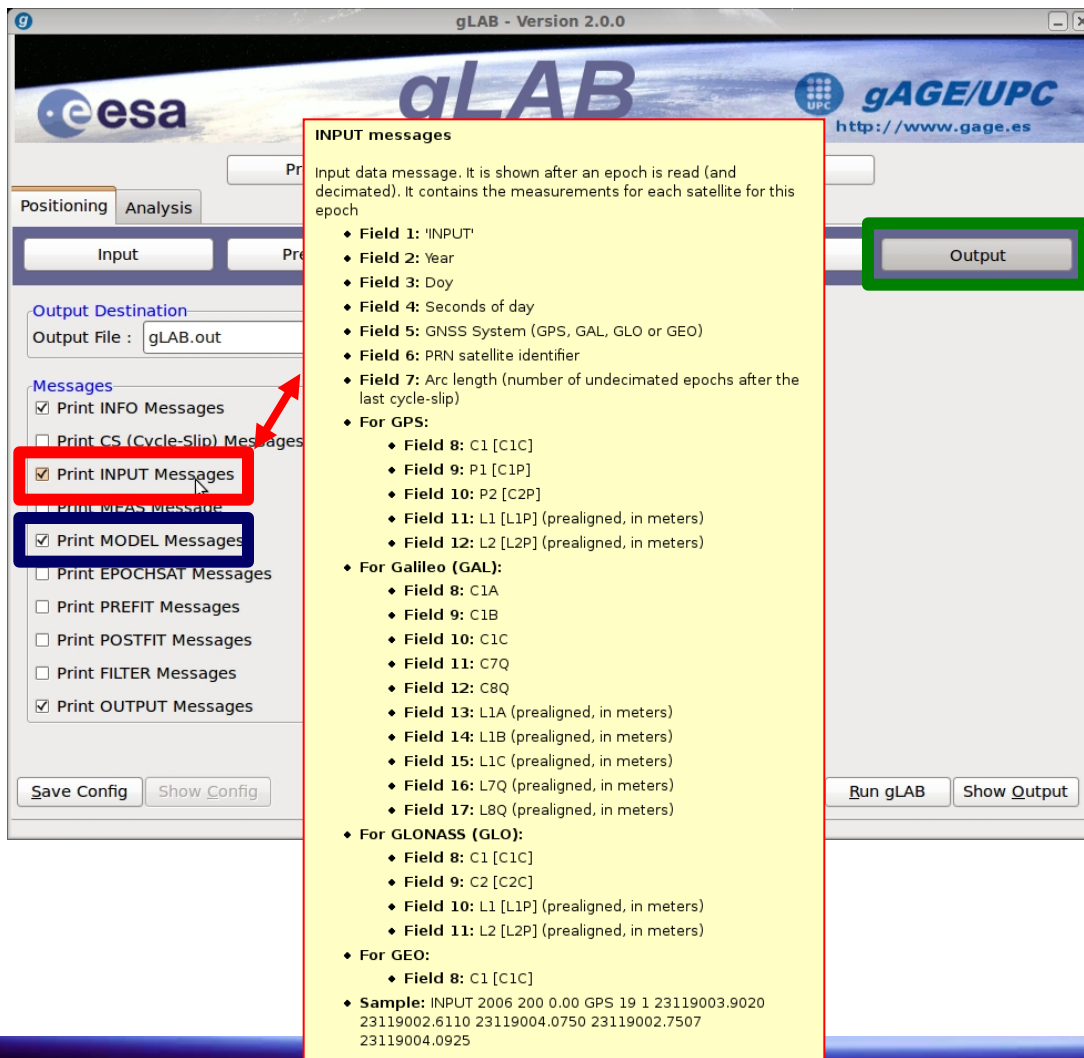 gLAB - Version 2.0.0
esa
gLAB
UPC
gAGE/UPC
http://www.gage.es
Positioning
Analysis
Input
Output
Output Destination
Output File :
gLAB.out
Messages
Print INFO Messages
Print CS (Cycle-Slip) Messages
Print INPUT Messages
Print MEAS Message
Print MODEL Messages
Print EPOCHSAT Messages
Print PREFIT Messages
Print POSTFIT Messages
Print FILTER Messages
Print OUTPUT Messages
Save Config
Show Config
Run gLAB
Show Output
INPUT messages
Input data message. It is shown after an epoch is read (and
decimated). It contains the measurements for each satellite for this
epoch
Field 1: 'INPUT'
Field 2: Year
Field 3: Doy
Field 4: Seconds of day
Field 5: GNSS System (GPS, GAL, GLO or GEO)
Field 6: PRN satellite identifier
Field 7: Arc length (number of undecimated epochs after the
last cycle-slip)
For GPS:
Field 8: C1 [C1C]
Field 9: P1 [C1P]
Field 10: P2 [C2P]
Field 11: L1 [L1P] (prealigned, in meters)
Field 12: L2 [L2P] (prealigned, in meters)
For Galileo (GAL):
Field 8: C1A
Field 9: C1B
Field 10: C1C
Field 11: C7Q
Field 12: C8Q
Field 13: L1A (prealigned, in meters)
Field 14: L1B (prealigned, in meters)
Field 15: L1C (prealigned, in meters)
Field 16: L7Q (prealigned, in meters)
Field 17: L8Q (prealigned, in meters)
For GLONASS (GLO):
Field 8: C1 [C1C]
Field 9: C2 [C2C]
Field 10: L1 [L1P] (prealigned, in meters)
Field 11: L2 [L2P] (prealigned, in meters)
For GEO:
Field 8: C1 [C1C]
Sample: INPUT 2006 200 0.00 GPS 19 1 23119003.9020
23119002.6110 23119004.0750 23119002.7507
23119004.0925